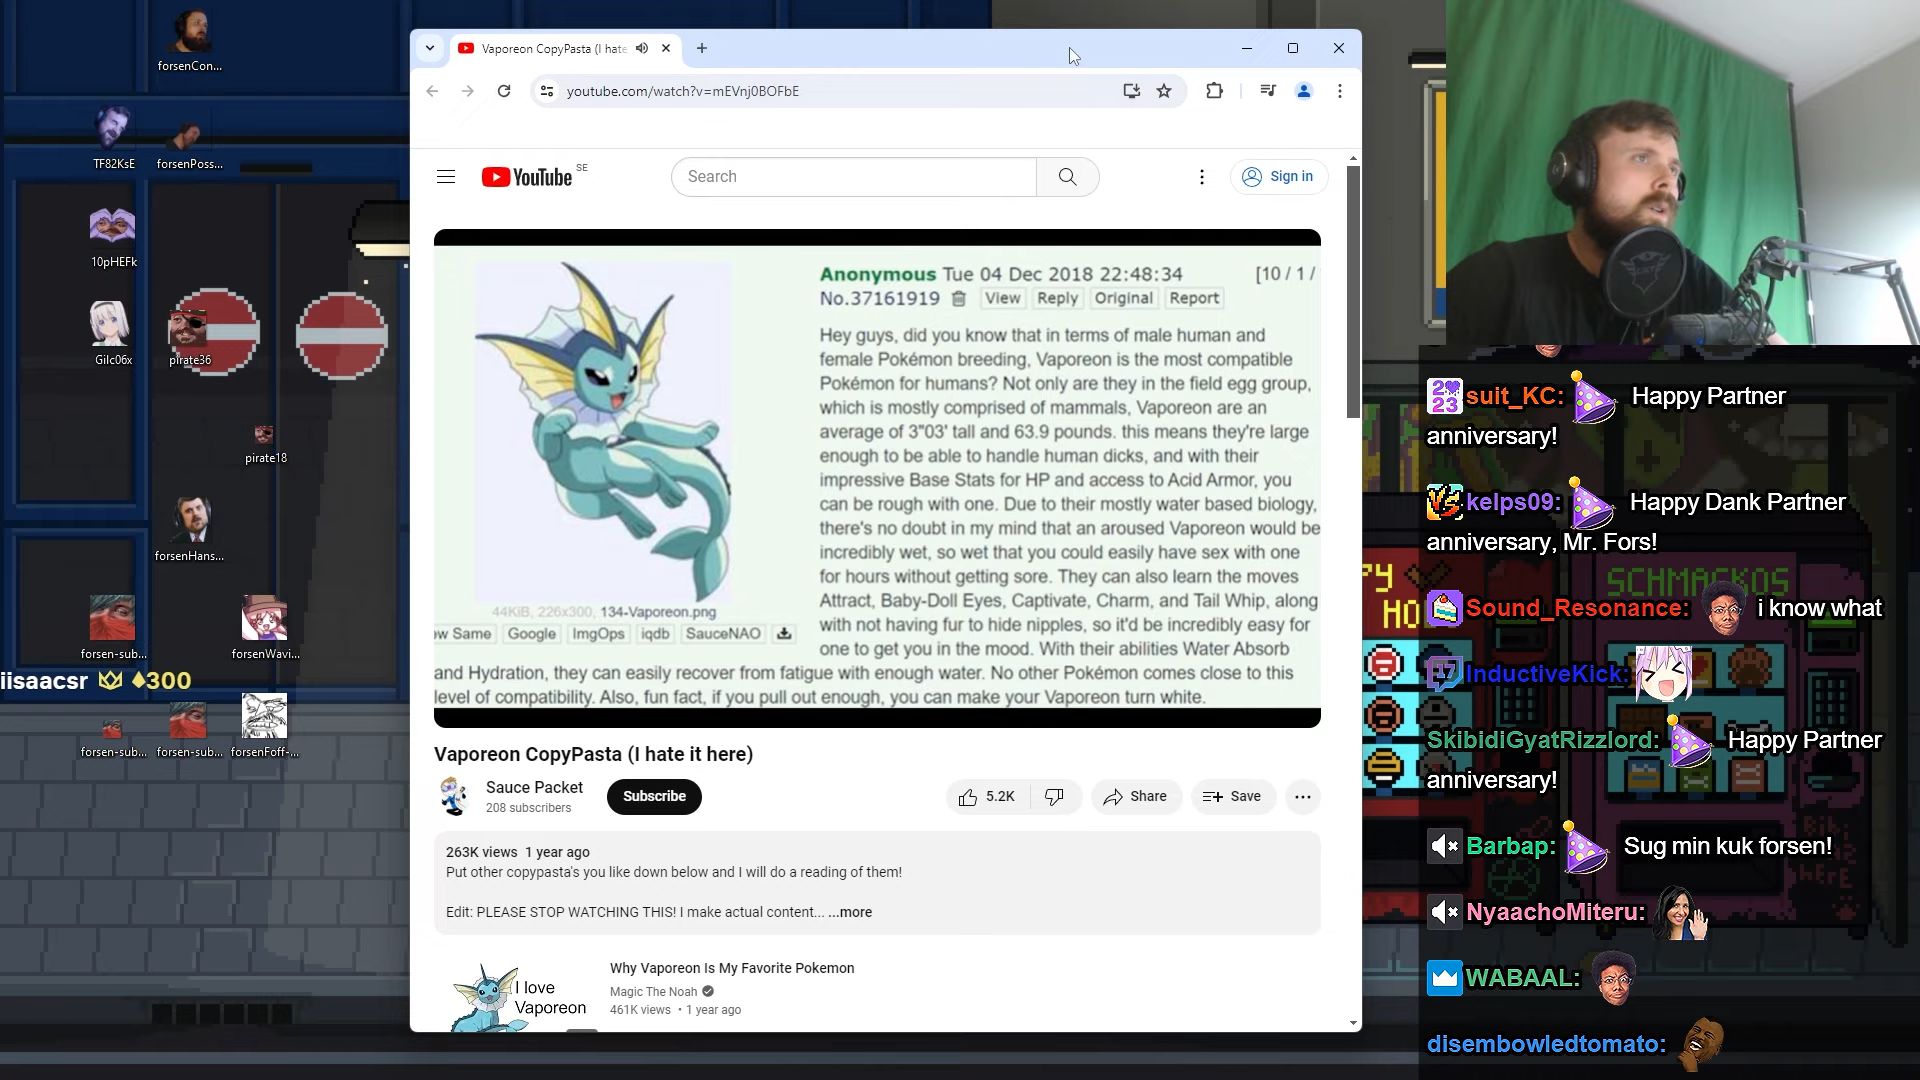 forsenCon...
TF82KsE
forsenPoss...
10pHEFk
Gilc06x
pirate36
pirate18
forsenHans...
forsen-sub...
forsenWavi...
iisaacsr 300
forsen-sub...
forsen-sub...
forsenFoff-...
Vaporeon CopyPasta (I hate
youtube.com/watch?v=mEVnj0BOFbE
YouTube
SE
Search
Sign in
Anonymous Tue 04 Dec 2018 22:48:34
[10 / 1 /
No.37161919
View
Reply
Original
Report
Hey guys, did you know that in terms of male human and
female Pokémon breeding, Vaporeon is the most compatible
Pokémon for humans? Not only are they in the field egg group,
which is mostly comprised of mammals, Vaporeon are an
average of 3"03' tall and 63.9 pounds. this means they're large
enough to be able to handle human dicks, and with their
impressive Base Stats for HP and access to Acid Armor, you
can be rough with one. Due to their mostly water based biology,
there's no doubt in my mind that an aroused Vaporeon would be
incredibly wet, so wet that you could easily have sex with one
for hours without getting sore. They can also learn the moves
Attract, Baby-Doll Eyes, Captivate, Charm, and Tail Whip, along
with not having fur to hide nipples, so it'd be incredibly easy for
one to get you in the mood. With their abilities Water Absorb
and Hydration, they can easily recover from fatigue with enough water. No other Pokémon comes close to this
level of compatibility. Also, fun fact, if you pull out enough, you can make your Vaporeon turn white.
44KiB, 226x300, 134-Vaporeon.png
ow Same
Google
ImgOps
iqdb
SauceNAO
Vaporeon CopyPasta (I hate it here)
Sauce Packet
208 subscribers
Subscribe
5.2K
Share
Save
263K views 1 year ago
Put other copypasta's you like down below and I will do a reading of them!
Edit: PLEASE STOP WATCHING THIS! I make actual content... ...more
I love
Vaporeon
Why Vaporeon Is My Favorite Pokemon
Magic The Noah
461K views • 1 year ago
PY
HO
SCHMACKOS
2023
suit_KC: Happy Partner
anniversary!
kelps09: Happy Dank Partner
anniversary, Mr. Fors!
Sound_Resonance: i know what
17
InductiveKick:
SkibidiGyatRizzlord: Happy Partner
anniversary!
Barbap: Sug min kuk forsen!
NyaachoMiteru:
WABAAL:
disembowledtomato: